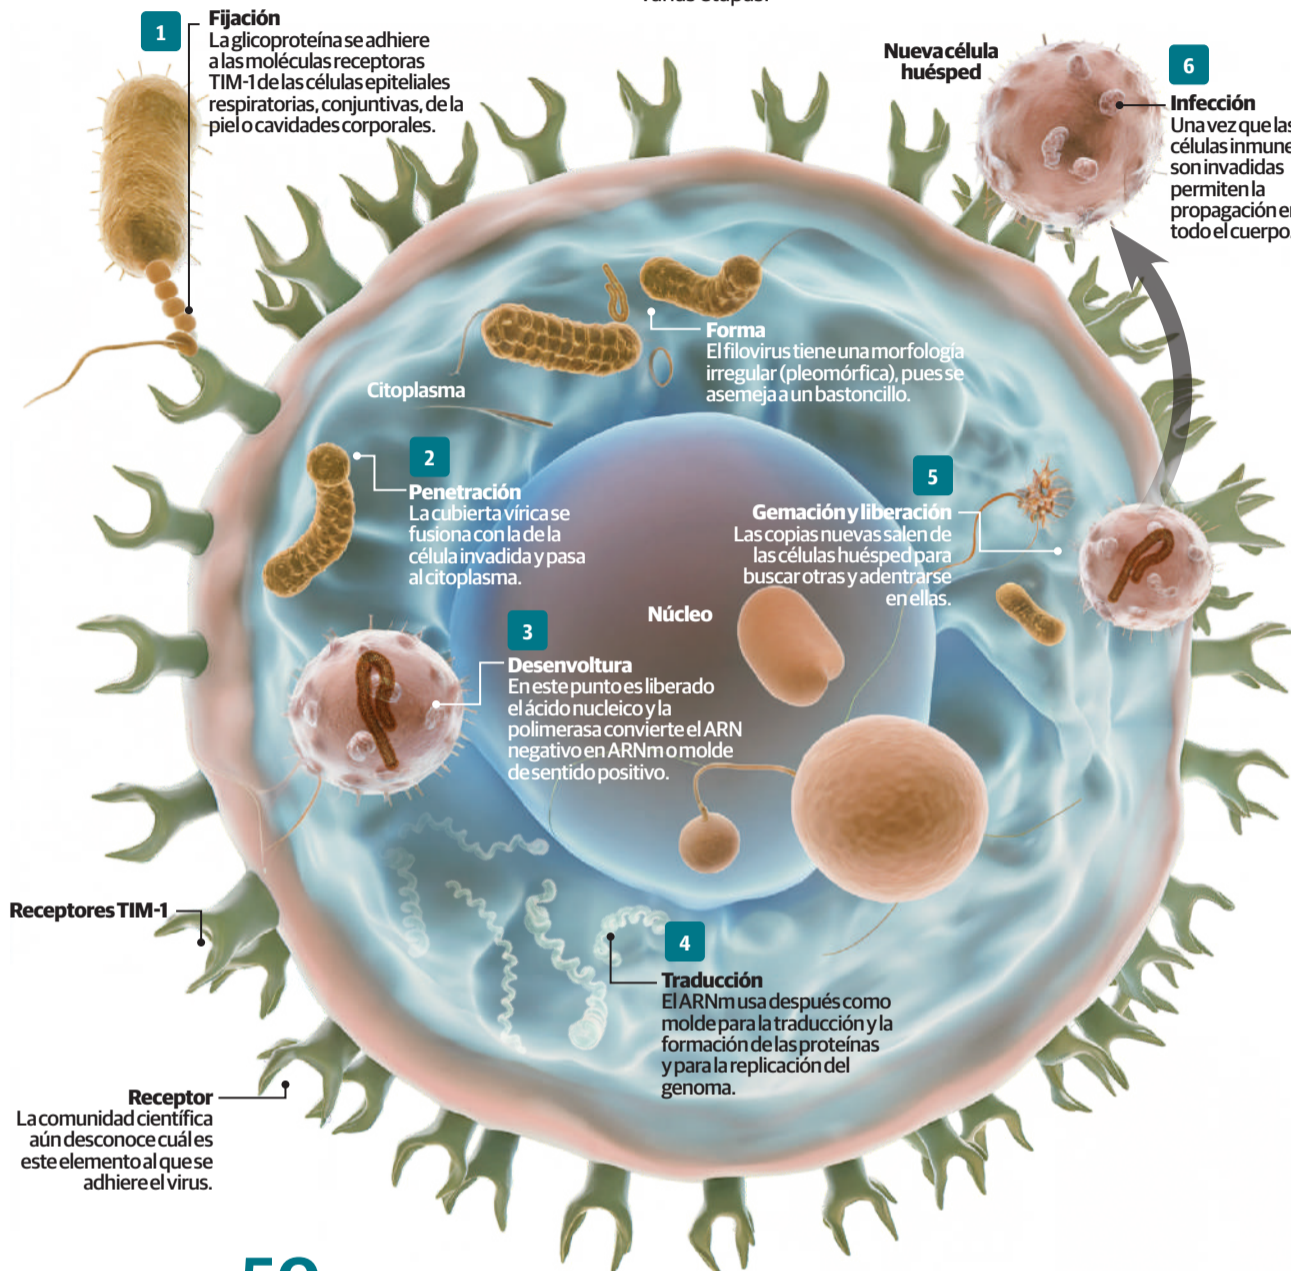 1
Fijación
La glicoproteína se adhiere
a las moléculas receptoras
TIM-1 de las células epiteliales
respiratorias, conjuntivas, de la
piel o cavidades corporales.
Nueva célula
huésped
6
Infección
Una vez que las
células inmune
son invadidas
permiten la
propagación en
todo el cuerpo.
Forma
El filovirus tiene una morfología
irregular (pleomórfica), pues se
asemeja a un bastoncillo.
Citoplasma
2
Penetración
La cubierta vírica se
fusiona con la de la
célula invadida y pasa
al citoplasma.
5
Gemación y liberación
Las copias nuevas salen de
las células huésped para
buscar otras y adentrarse
en ellas.
Núcleo
3
Desenvoltura
En este punto es liberado
el ácido nucleico y la
polimerasa convierte el ARN
negativo en ARNm o molde
de sentido positivo.
Receptores TIM-1
4
Traducción
El ARNm usa después como
molde para la traducción y la
formación de las proteínas
y para la replicación del
genoma.
Receptor
La comunidad científica
aún desconoce cuál es
este elemento al que se
adhiere el virus.